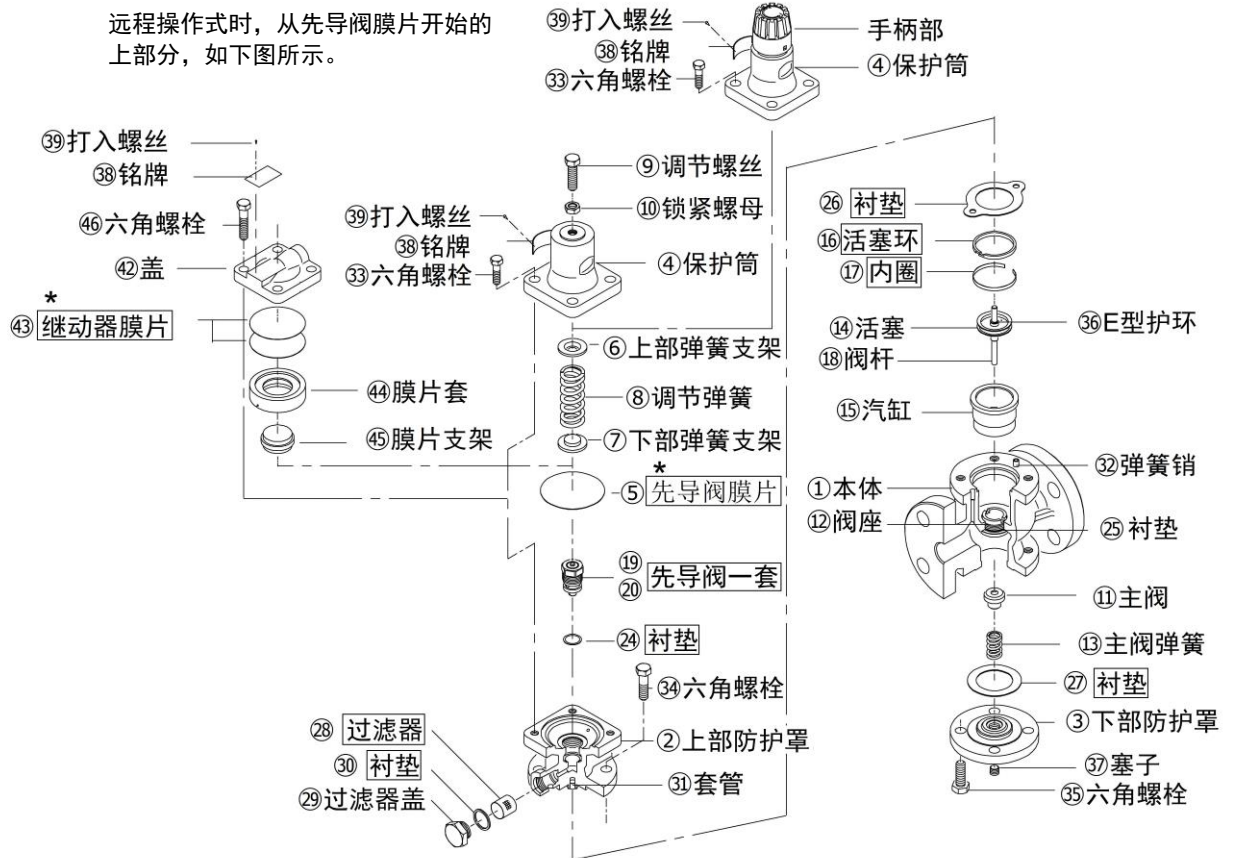 远程操作式时，从先导阀膜片开始的
上部分，如下图所示。
㊴打入螺丝
㊳铭牌
㉝六角螺栓
手柄部
④保护筒
㊴打入螺丝
㊳铭牌
㊻六角螺栓
㊷盖
*
㊸继动器膜片
㊹膜片套
㊺膜片支架
⑨调节螺丝
⑩锁紧螺母
㊴打入螺丝
㊳铭牌
㉝六角螺栓
④保护筒
⑥上部弹簧支架
⑧调节弹簧
⑦下部弹簧支架
*
⑤先导阀膜片
⑲
⑳
先导阀一套
㉔衬垫
㉞六角螺栓
②上部防护罩
㉘过滤器
㉚衬垫
㉙过滤器盖
㉛套管
㉖衬垫
⑯活塞环
⑰内圈
⑭活塞
㊱E型护环
⑱阀杆
⑮汽缸
㉜弹簧销
①本体
⑫阀座
㉕衬垫
⑪主阀
⑬主阀弹簧
㉗衬垫
③下部防护罩
㊲塞子
㉟六角螺栓